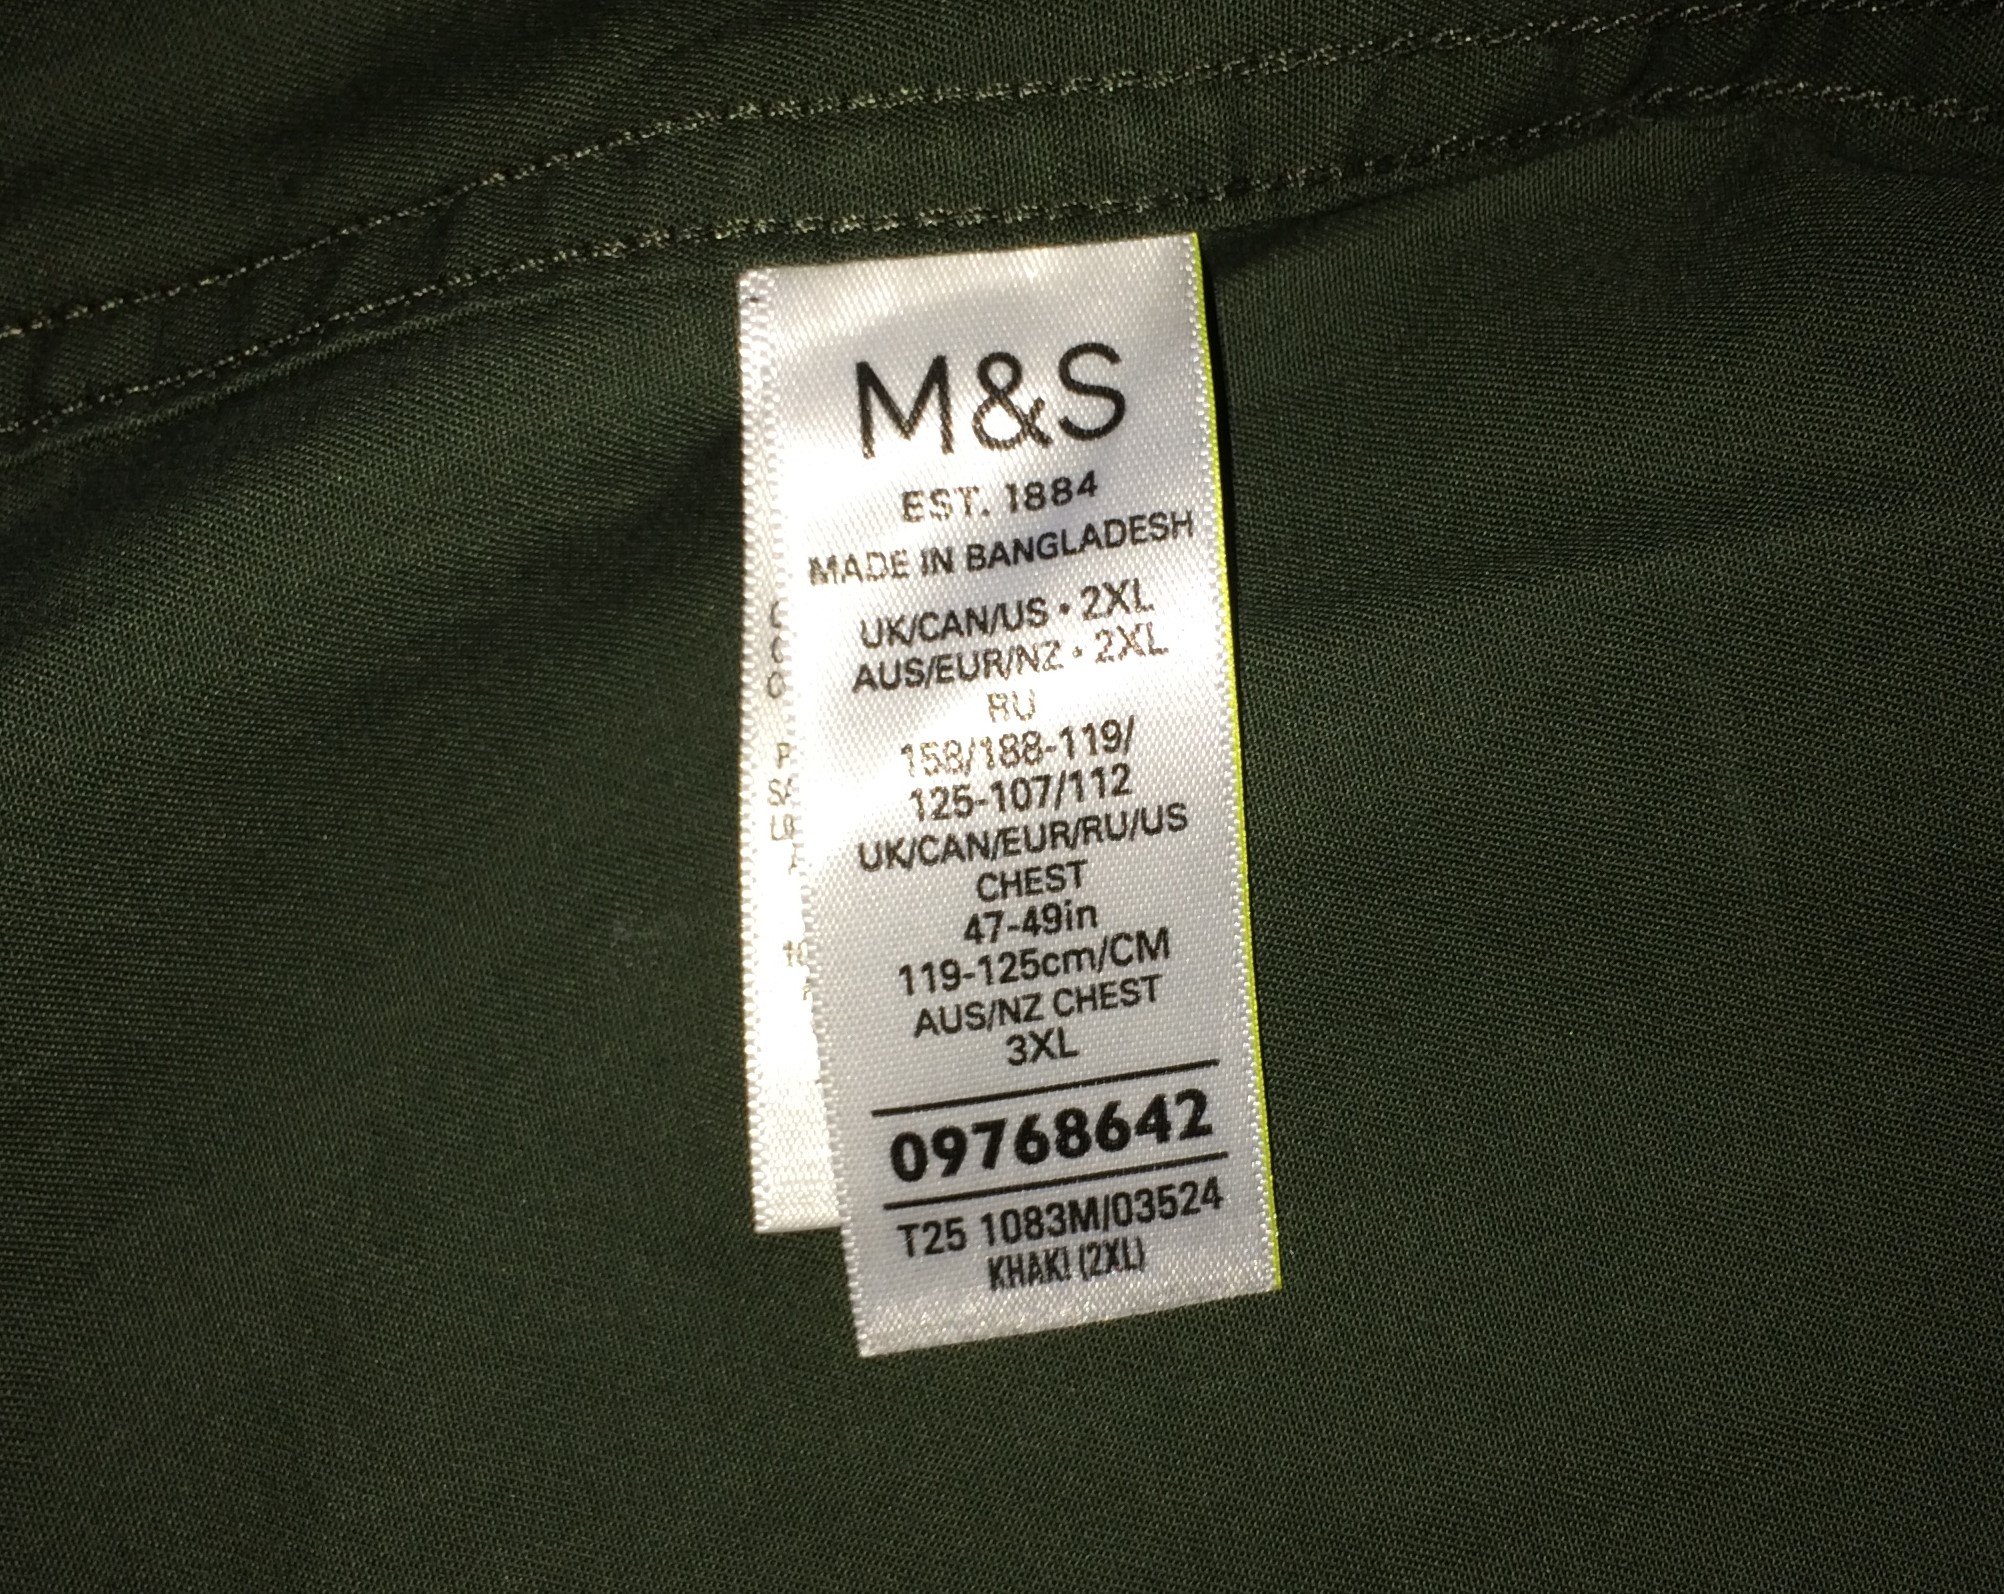 M&S
EST. 1884
MADE IN BANGLADESH
UK/CAN/US • 2XL
AUS/EUR/NZ • 2XL
RU
158/188-119/
125-107/112
UK/CAN/EUR/RU/US
CHEST
47-49in
119-125cm/CM
AUS/NZ CHEST
3XL
09768642
T25 1083M/03524
KHAKI (2XL)